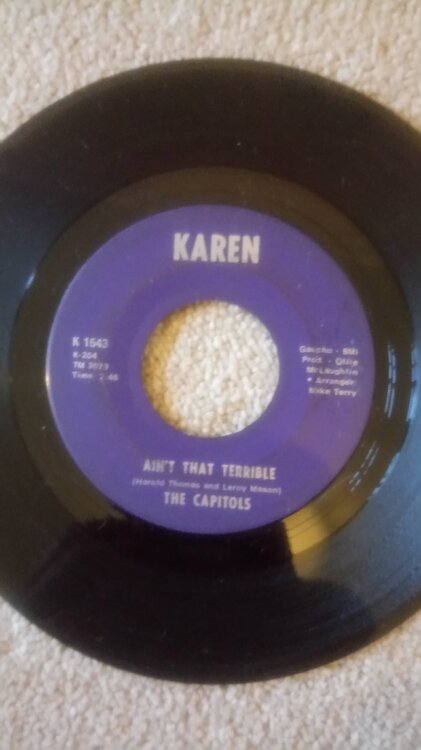 KAREN
K 1543
K-204
TM 2073
Time: 2:46
Gaucho - BMI
Prod. - Ollie
McLaughlin
* Arranger:
Mike Terry
AIN'T THAT TERRIBLE
(Harold Thomas and Leroy Mason)
THE CAPITOLS